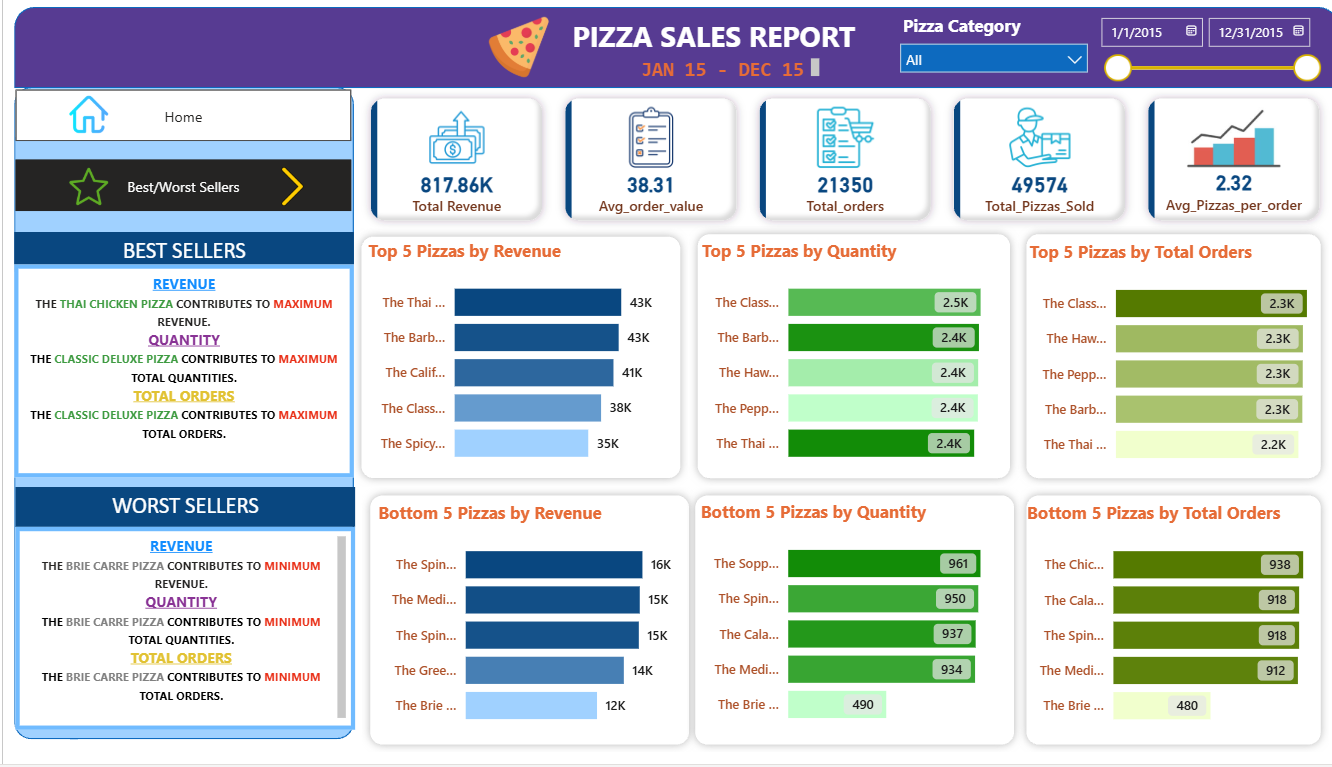 PIZZA SALES REPORT
JAN 15 - DEC 15
Pizza Category
All
1/1/2015
12/31/2015
Home
Best/Worst Sellers
817.86K
Total Revenue
38.31
Avg_order_value
21350
Total_orders
49574
Total_Pizzas_Sold
2.32
Avg_Pizzas_per_order
BEST SELLERS
REVENUE
THE THAI CHICKEN PIZZA CONTRIBUTES TO MAXIMUM
REVENUE.
QUANTITY
THE CLASSIC DELUXE PIZZA CONTRIBUTES TO MAXIMUM
TOTAL QUANTITIES.
TOTAL ORDERS
THE CLASSIC DELUXE PIZZA CONTRIBUTES TO MAXIMUM
TOTAL ORDERS.
WORST SELLERS
REVENUE
THE BRIE CARRE PIZZA CONTRIBUTES TO MINIMUM
REVENUE.
QUANTITY
THE BRIE CARRE PIZZA CONTRIBUTES TO MINIMUM
TOTAL QUANTITIES.
TOTAL ORDERS
THE BRIE CARRE PIZZA CONTRIBUTES TO MINIMUM
TOTAL ORDERS.
Top 5 Pizzas by Revenue
The Thai ... 43K
The Barb... 43K
The Calif... 41K
The Class... 38K
The Spicy... 35K
Top 5 Pizzas by Quantity
The Class... 2.5K
The Barb... 2.4K
The Haw... 2.4K
The Pepp... 2.4K
The Thai ... 2.4K
Top 5 Pizzas by Total Orders
The Class... 2.3K
The Haw... 2.3K
The Pepp... 2.3K
The Barb... 2.3K
The Thai ... 2.2K
Bottom 5 Pizzas by Revenue
The Spin... 16K
The Medi... 15K
The Spin... 15K
The Gree... 14K
The Brie ... 12K
Bottom 5 Pizzas by Quantity
The Sopp... 961
The Spin... 950
The Cala... 937
The Medi... 934
The Brie ... 490
Bottom 5 Pizzas by Total Orders
The Chic... 938
The Cala... 918
The Spin... 918
The Medi... 912
The Brie ... 480